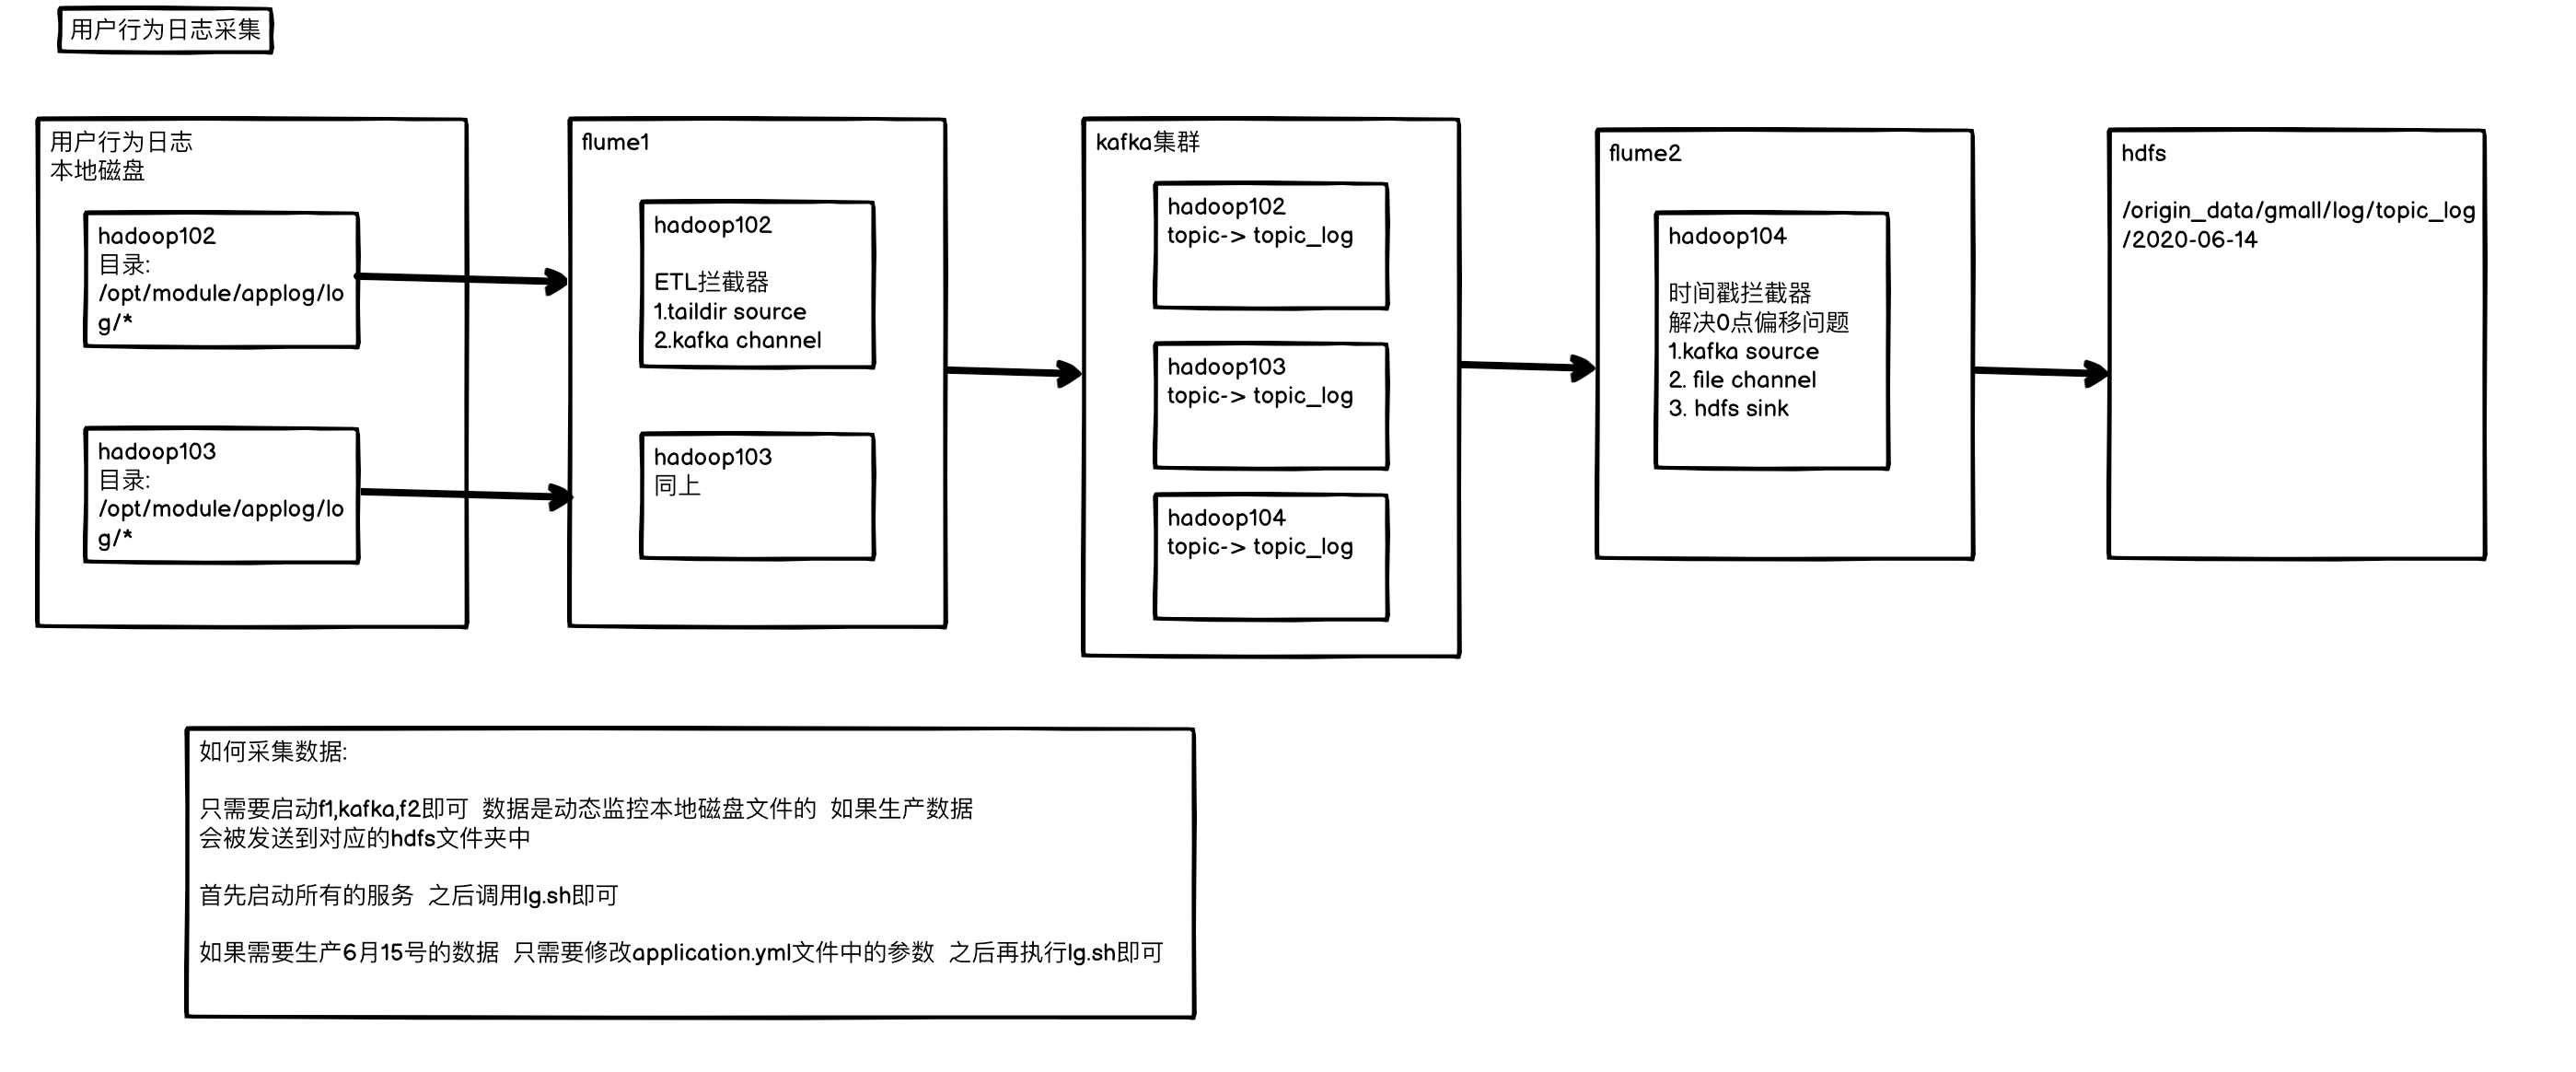 用户行为日志采集
用户行为日志
本地磁盘
hadoop102
目录:
/opt/module/applog/lo
g/*
hadoop103
目录:
/opt/module/applog/lo
g/*
flume1
hadoop102
ETL拦截器
1.taildir source
2.kafka channel
hadoop103
同上
kafka集群
hadoop102
topic-> topic_log
hadoop103
topic-> topic_log
hadoop104
topic-> topic_log
flume2
hadoop104
时间戳拦截器
解决0点偏移问题
1.kafka source
2. file channel
3. hdfs sink
hdfs
/origin_data/gmall/log/topic_log
/2020-06-14
如何采集数据:
只需要启动f1,kafka,f2即可 数据是动态监控本地磁盘文件的 如果生产数据
会被发送到对应的hdfs文件夹中
首先启动所有的服务 之后调用lg.sh即可
如果需要生产6月15号的数据 只需要修改application.yml文件中的参数 之后再执行lg.sh即可